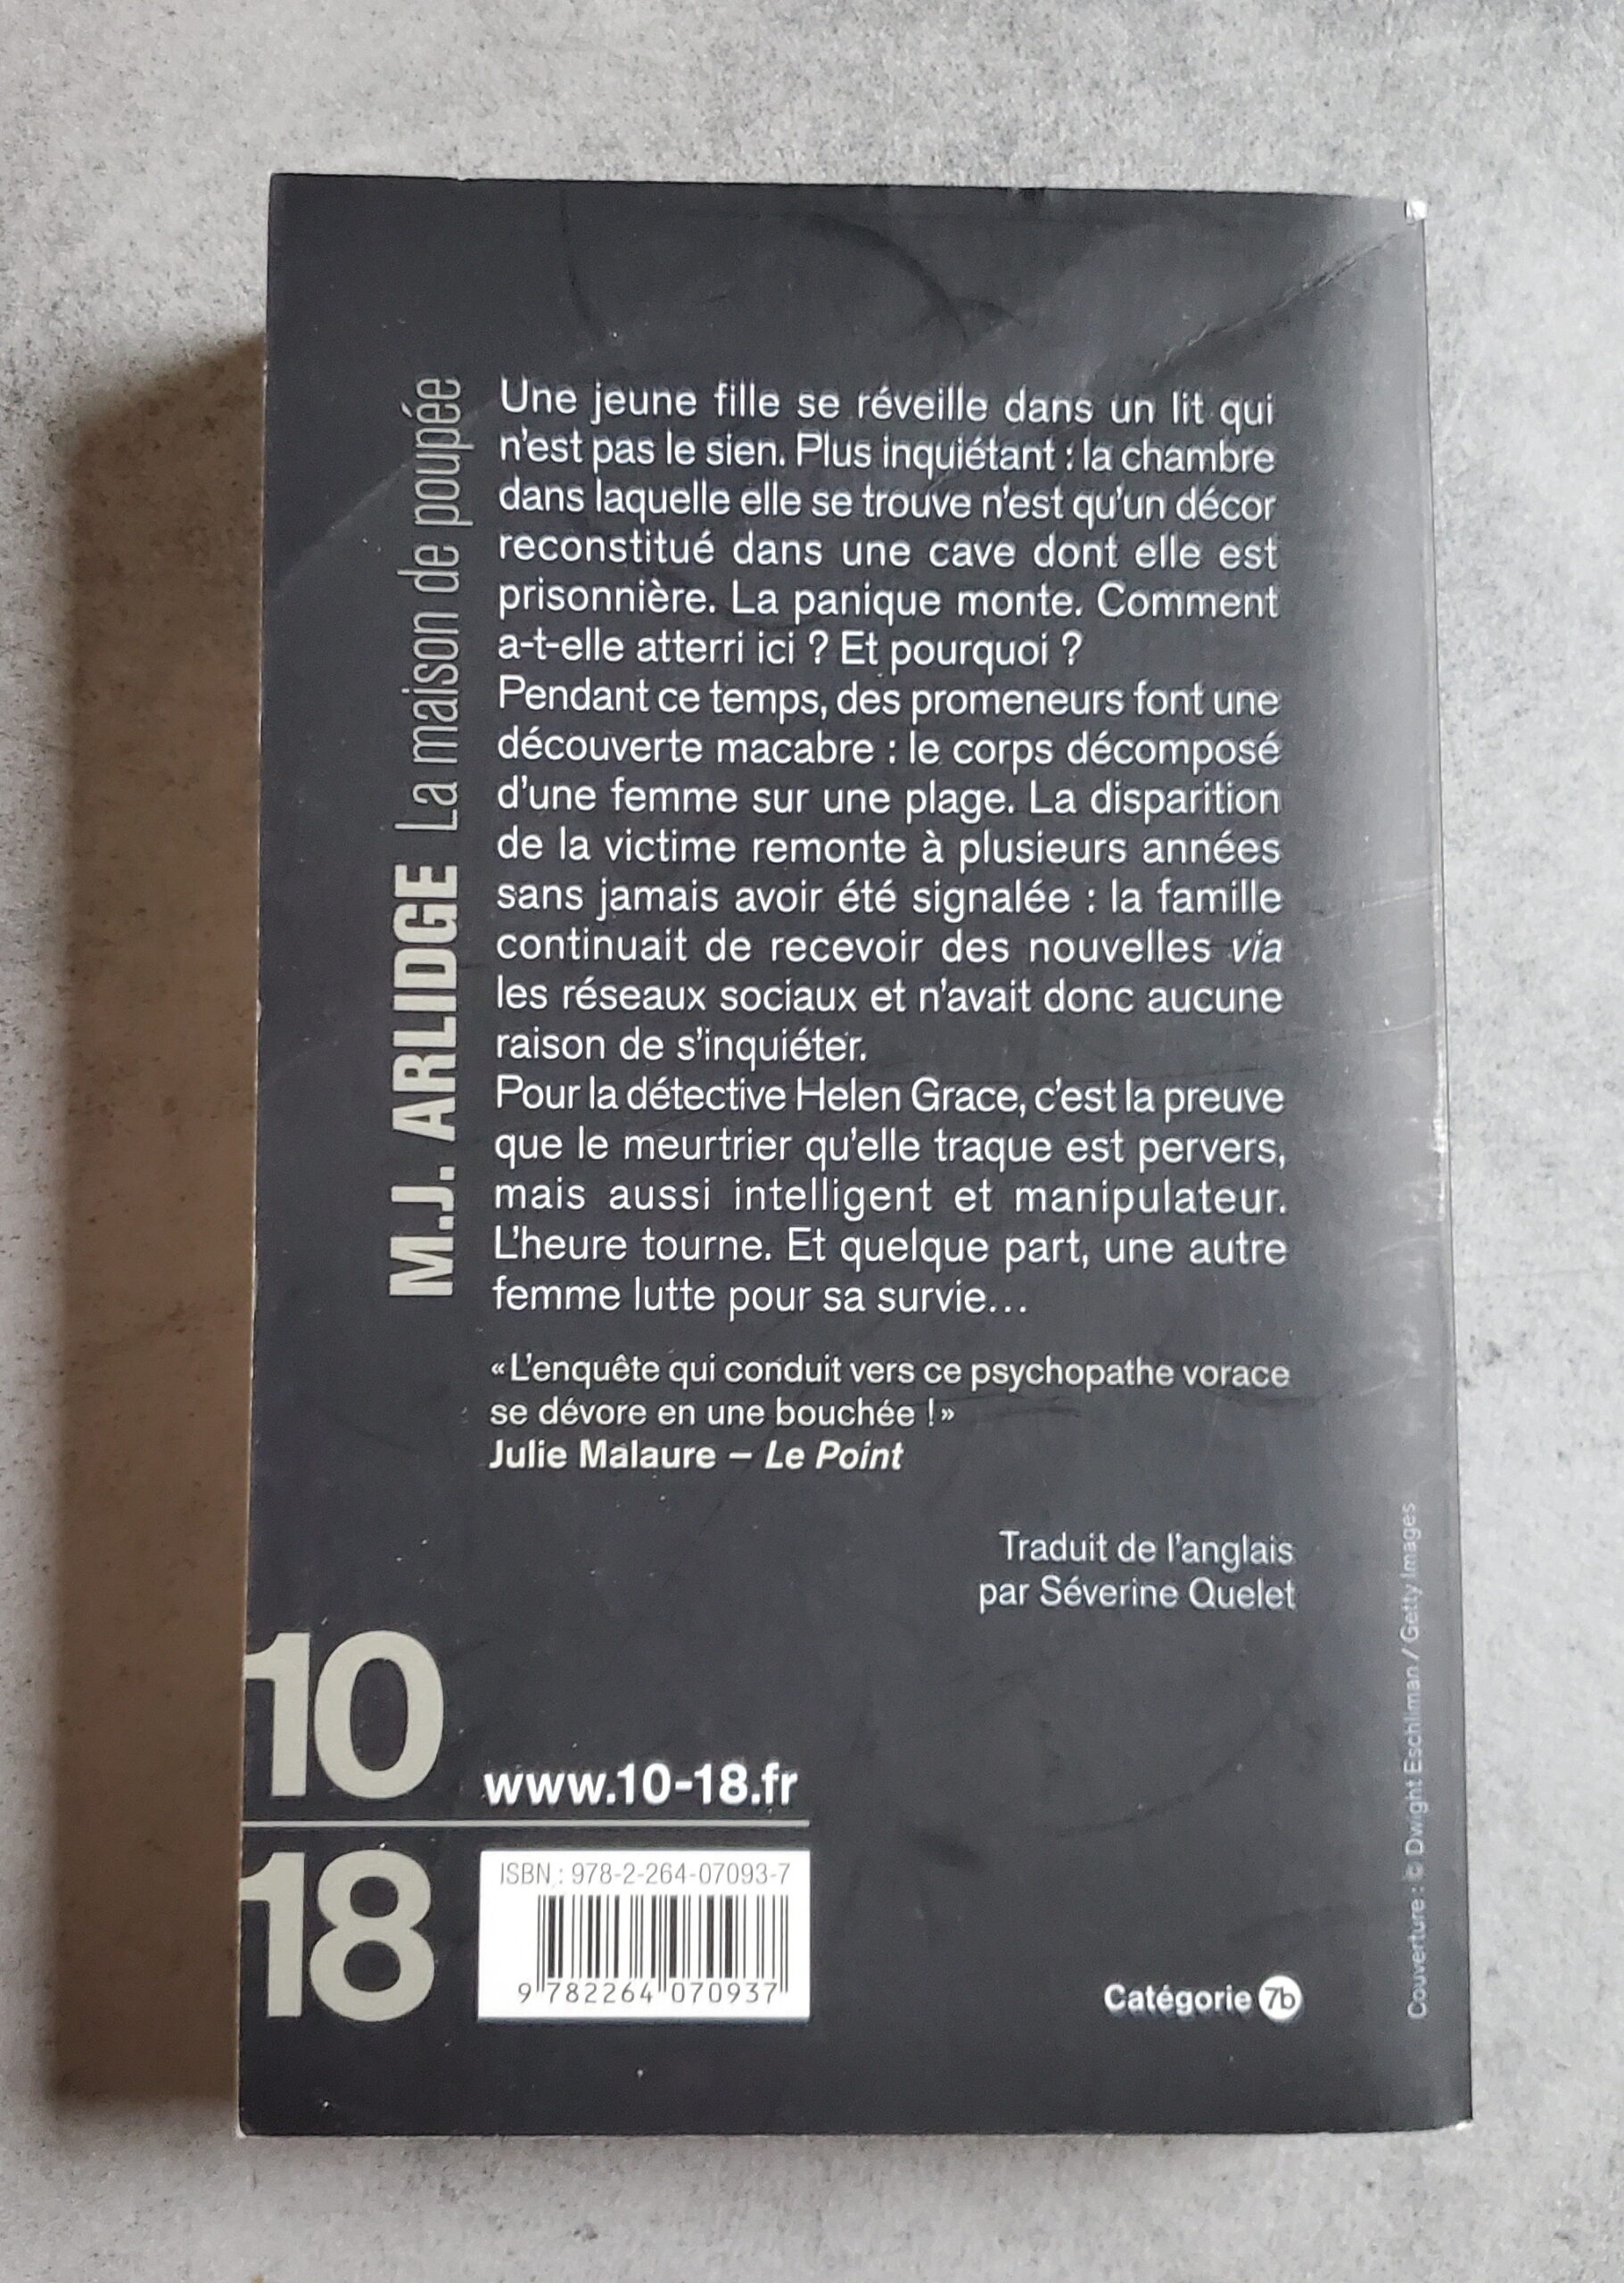 M.J. ARLIDGE La maison de poupée
Une jeune fille se réveille dans un lit qui
n'est pas le sien. Plus inquiétant : la chambre
dans laquelle elle se trouve n'est qu'un décor
reconstitué dans une cave dont elle est
prisonnière. La panique monte. Comment
a-t-elle atterri ici ? Et pourquoi ?
Pendant ce temps, des promeneurs font une
découverte macabre : le corps décomposé
d'une femme sur une plage. La disparition
de la victime remonte à plusieurs années
sans jamais avoir été signalée : la famille
continuait de recevoir des nouvelles via
les réseaux sociaux et n'avait donc aucune
raison de s'inquiéter.
Pour la détective Helen Grace, c'est la preuve
que le meurtrier qu'elle traque est pervers,
mais aussi intelligent et manipulateur.
L'heure tourne. Et quelque part, une autre
femme lutte pour sa survie...
« L'enquête qui conduit vers ce psychopathe vorace
se dévore en une bouchée ! »
Julie Malaure – Le Point
Traduit de l'anglais
par Séverine Quelet
10
18
www.10-18.fr
ISBN : 978-2-264-07093-7
9 782264 070937
Catégorie 7b
Couverture : © Dwight Eschliman / Getty Images